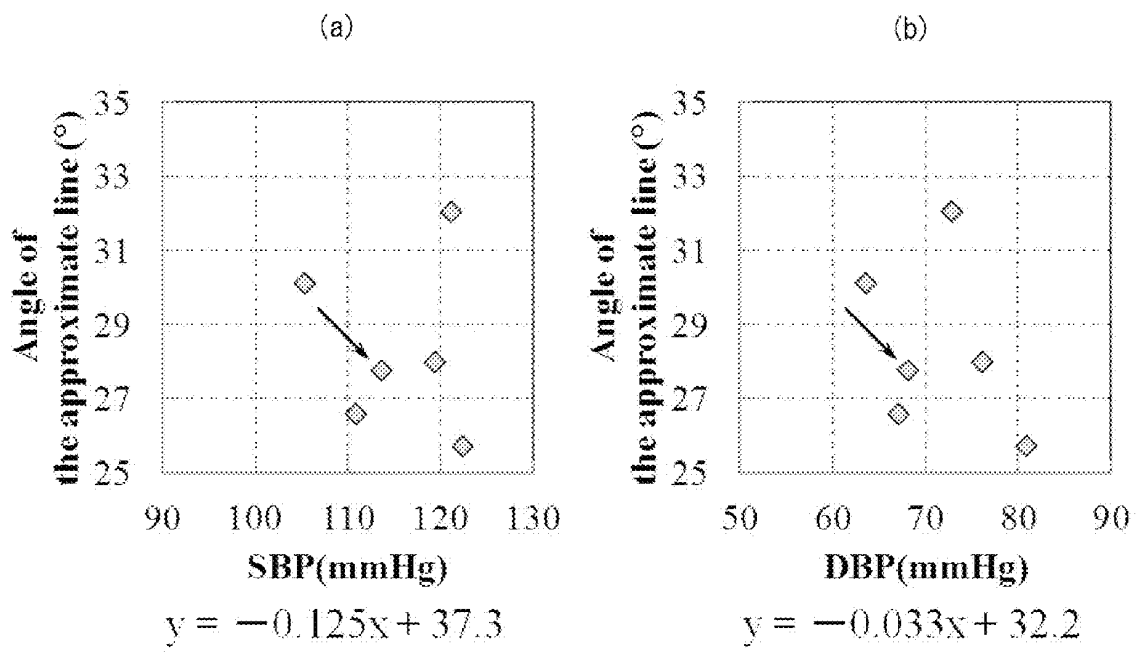 (a)
Angle of
the approximate line (°)
35
33
31
29
27
25
90 100 110 120 130
SBP(mmHg)
y = −0.125x + 37.3
(b)
Angle of
the approximate line (°)
35
33
31
29
27
25
50 60 70 80 90
DBP(mmHg)
y = −0.033x + 32.2